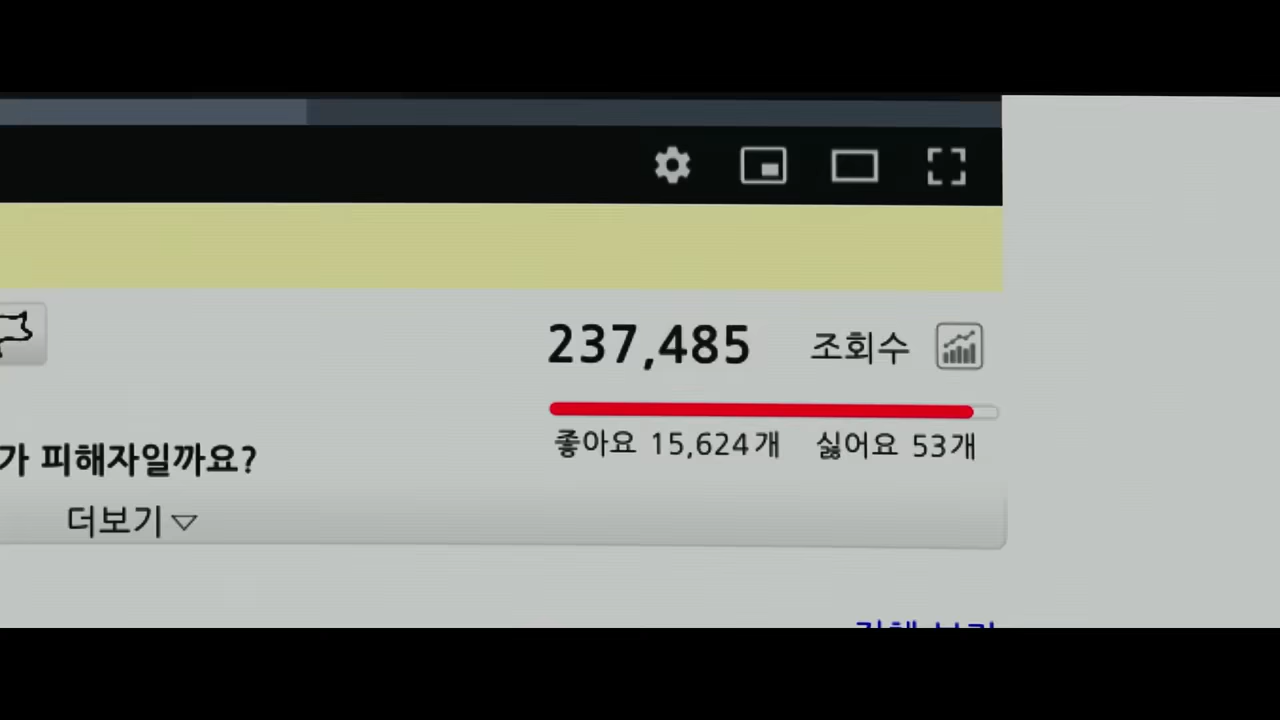 237,485 조회수
좋아요 15,624개 싫어요 53개
가 피해자일까요?
더보기